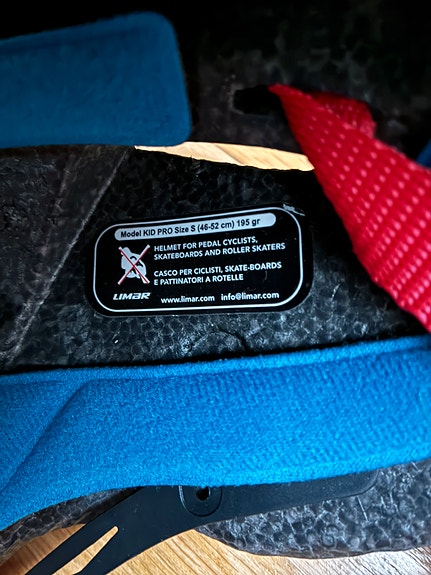 Model KID PRO Size S (46-52 cm) 195 gr
HELMET FOR PEDAL CYCLISTS,
SKATEBOARDS AND ROLLER SKATERS
CASCO PER CICLISTI, SKATE-BOARDS
E PATTINATORI A ROTELLE
LIMAR www.limar.com info@limar.com